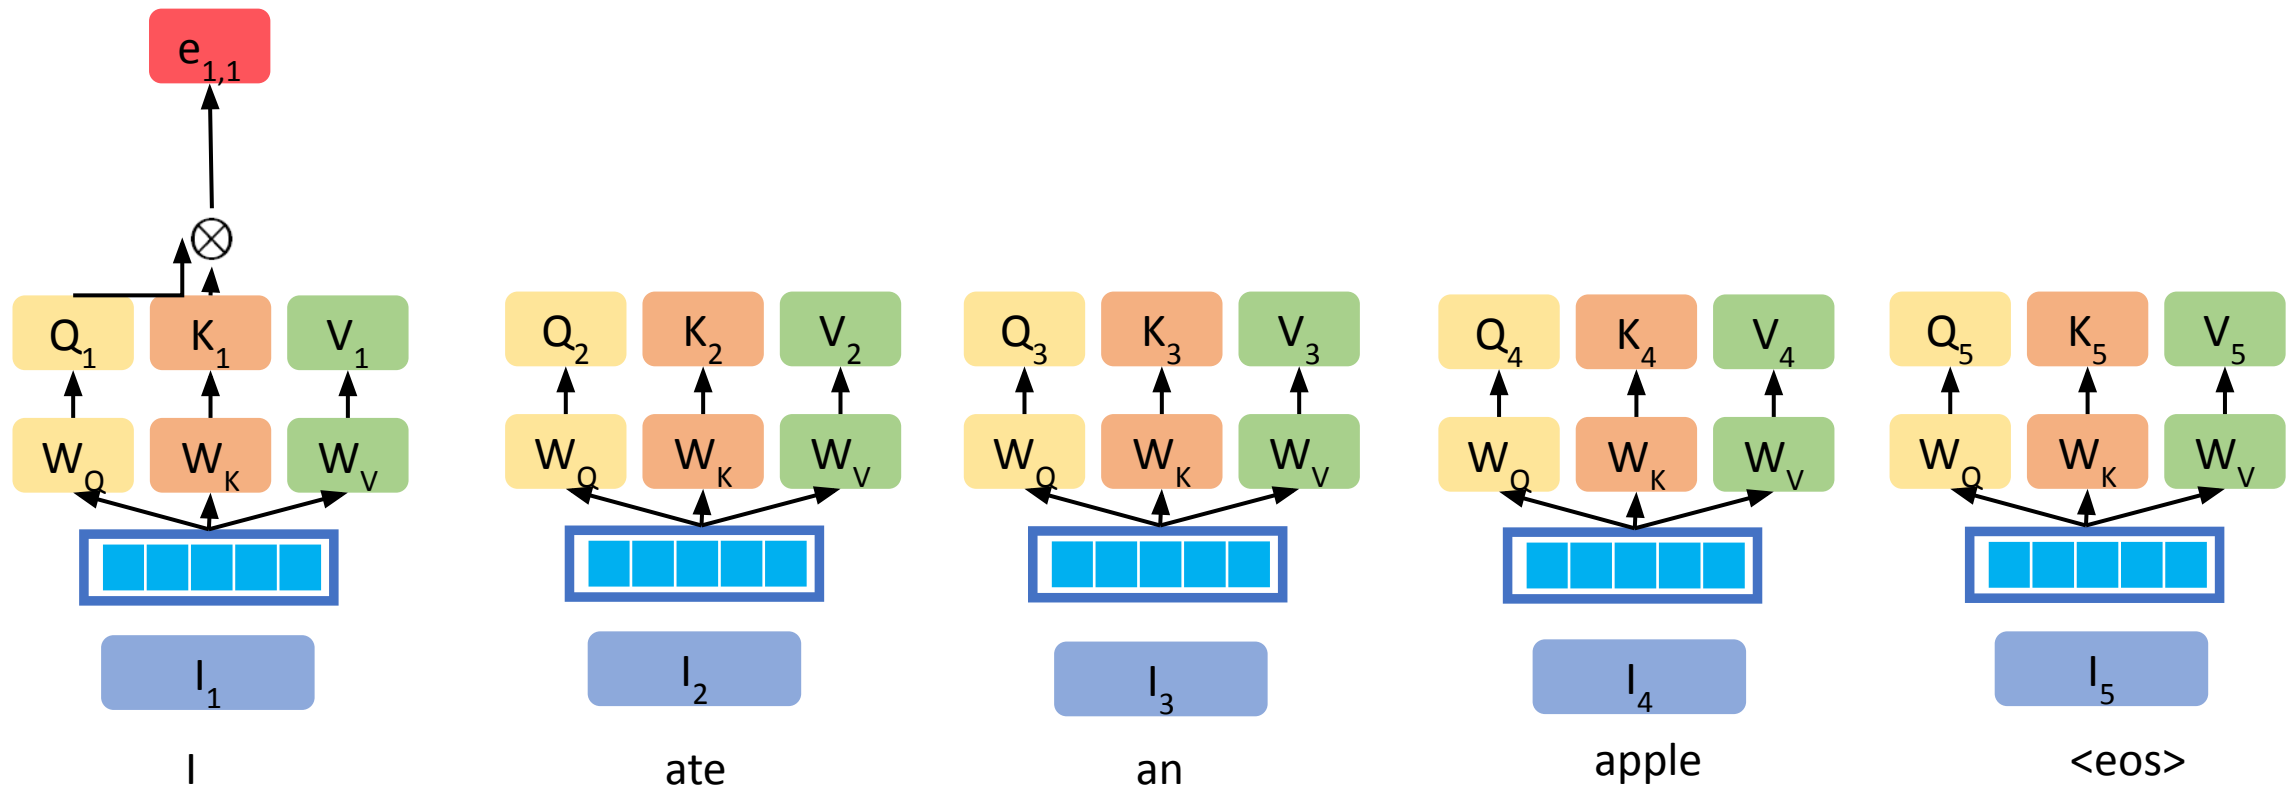 e1,1
Q1 K1 V1 Q2 K2 V2 Q3 K3 V3 Q4 K4 V4 Q5 K5 V5
WQ WK WV WQ WK WV WQ WK WV WQ WK WV WQ WK WV
I1 I2 I3 I4 I5
I ate an apple <eos>